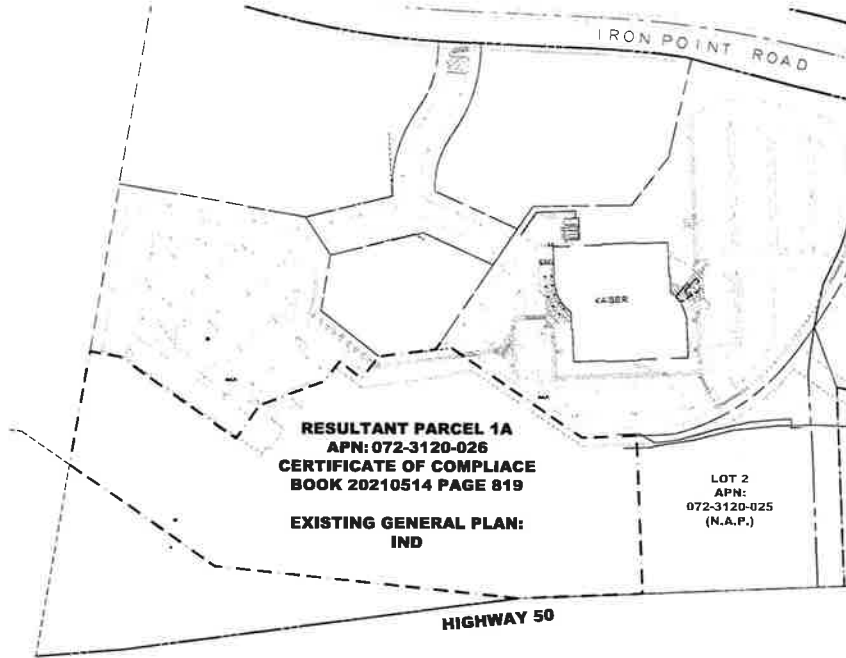 IRON POINT ROAD
KAISER
RESULTANT PARCEL 1A
APN: 072-3120-026
CERTIFICATE OF COMPLIACE
BOOK 20210514 PAGE 819
EXISTING GENERAL PLAN:
IND
LOT 2
APN:
072-3120-025
(N.A.P.)
HIGHWAY 50